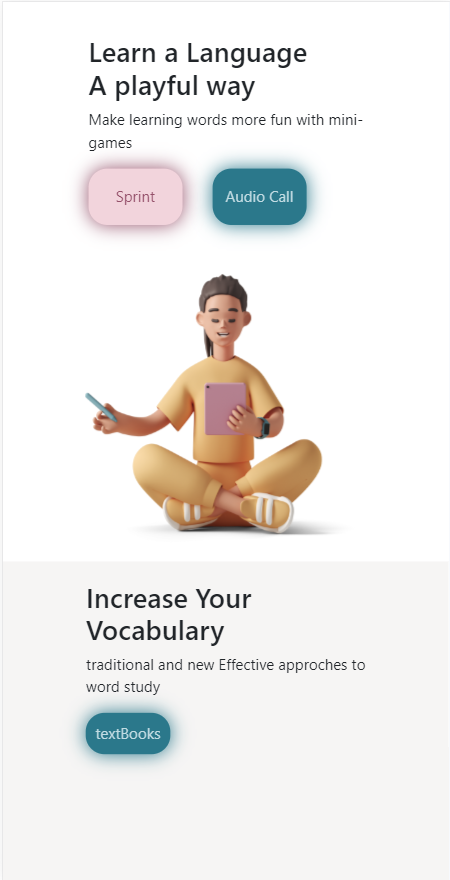 Learn a Language
A playful way
Make learning words more fun with mini-
games
Sprint
Audio Call
Increase Your
Vocabulary
traditional and new Effective approches to
word study
textBooks